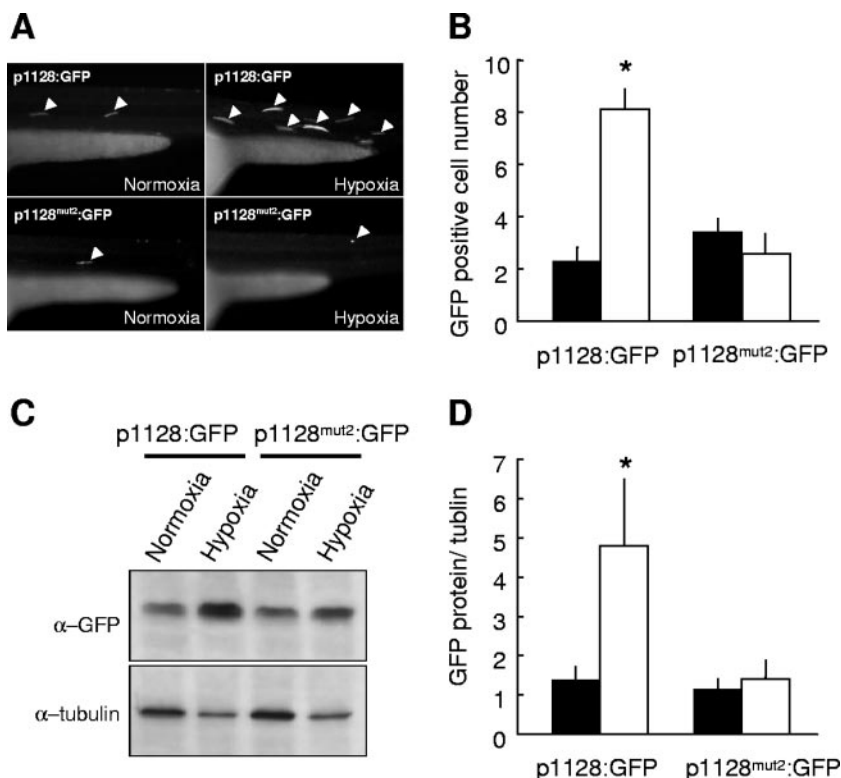 A
p1128:GFP
Normoxia
p1128:GFP
Hypoxia
p1128mut2:GFP
Normoxia
p1128mut2:GFP
Hypoxia
B
GFP positive cell number
10
8
6
4
2
0
*
p1128:GFP
p1128mut2:GFP
C
p1128:GFP
p1128mut2:GFP
Normoxia
Hypoxia
Normoxia
Hypoxia
α–GFP
α–tubulin
D
GFP protein/ tublin
7
6
5
4
3
2
1
0
*
p1128:GFP
p1128mut2:GFP